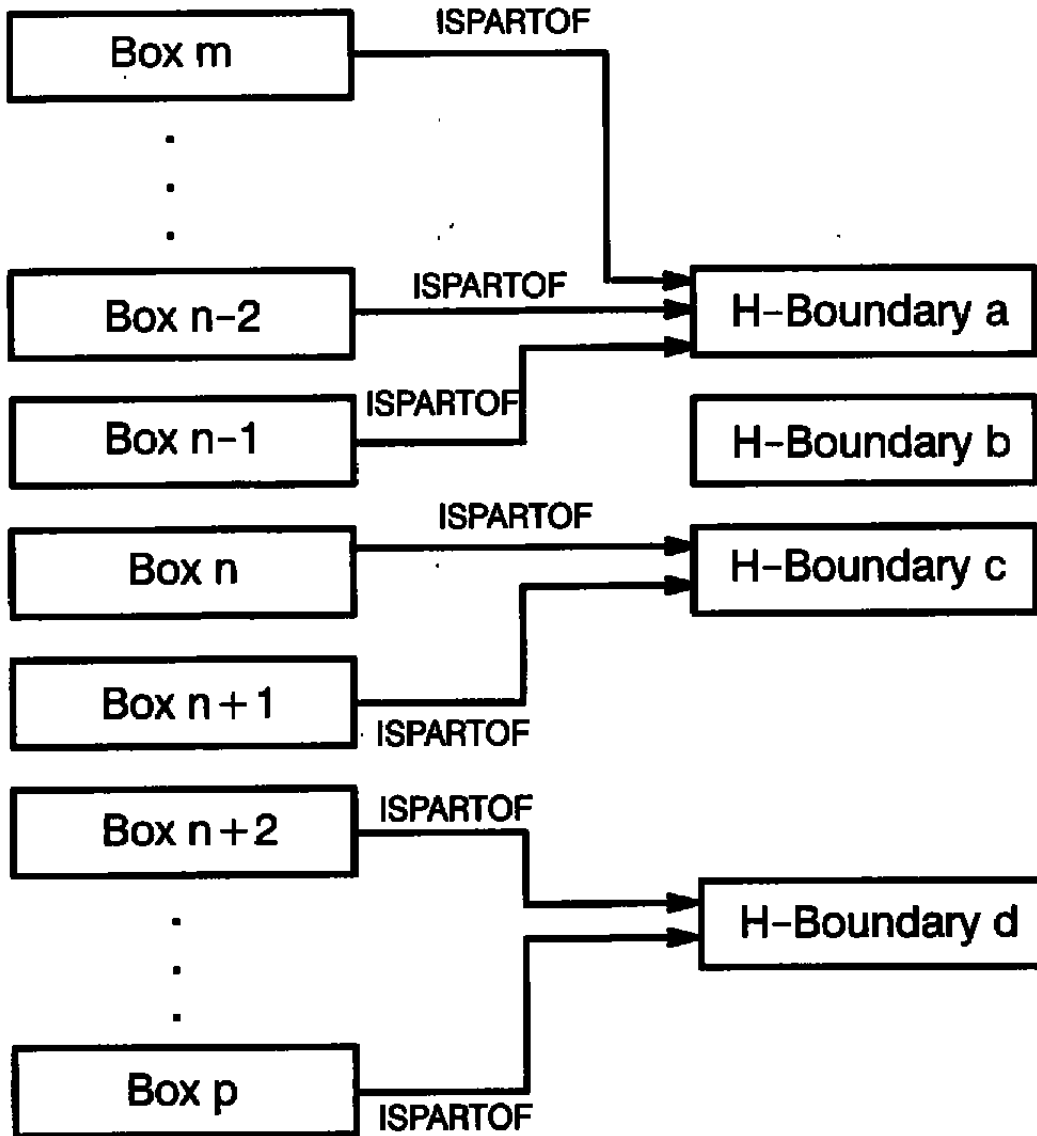 ISPARTOF
Box m
ISPARTOF
Box n-2
H-Boundary a
ISPARTOF
Box n-1
H-Boundary b
ISPARTOF
Box n
H-Boundary c
Box n+1
ISPARTOF
ISPARTOF
Box n+2
H-Boundary d
Box p
ISPARTOF